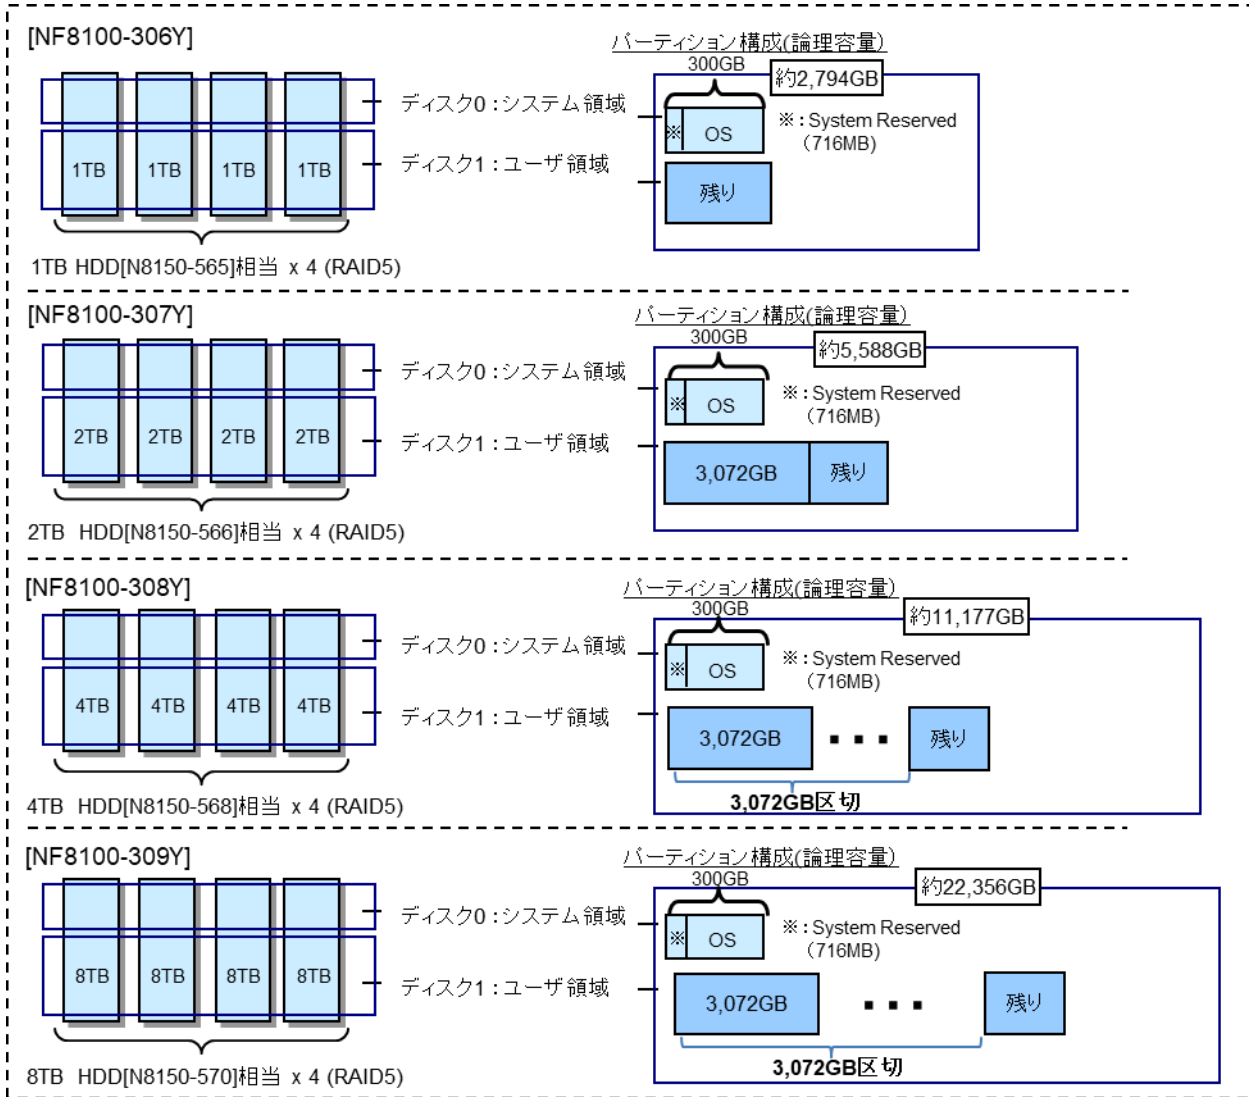 [NF8100-306Y]
パーティション構成(論理容量)
300GB
約2,794GB
ディスク0：システム領域
※
OS
※：System Reserved
(716MB)
1TB
1TB
1TB
1TB
ディスク1：ユーザ領域
残り
1TB HDD[N8150-565]相当 x 4 (RAID5)
[NF8100-307Y]
パーティション構成(論理容量)
300GB
約5,588GB
ディスク0：システム領域
※
OS
※：System Reserved
(716MB)
2TB
2TB
2TB
2TB
ディスク1：ユーザ領域
3,072GB
残り
2TB HDD[N8150-566]相当 x 4 (RAID5)
[NF8100-308Y]
パーティション構成(論理容量)
300GB
約11,177GB
ディスク0：システム領域
※
OS
※：System Reserved
(716MB)
4TB
4TB
4TB
4TB
ディスク1：ユーザ領域
3,072GB
・・・
残り
3,072GB区切
4TB HDD[N8150-568]相当 x 4 (RAID5)
[NF8100-309Y]
パーティション構成(論理容量)
300GB
約22,356GB
ディスク0：システム領域
※
OS
※：System Reserved
(716MB)
8TB
8TB
8TB
8TB
ディスク1：ユーザ領域
3,072GB
・・・
残り
3,072GB区切
8TB HDD[N8150-570]相当 x 4 (RAID5)